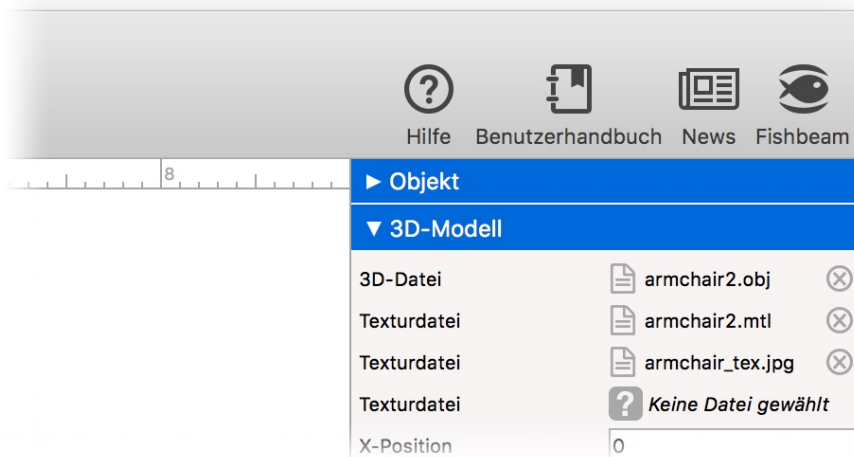 Hilfe Benutzerhandbuch News Fishbeam
8
▶ Objekt
▼ 3D-Modell
3D-Datei armchair2.obj
Texturdatei armchair2.mtl
Texturdatei armchair_tex.jpg
Texturdatei ? Keine Datei gewählt
X-Position 0